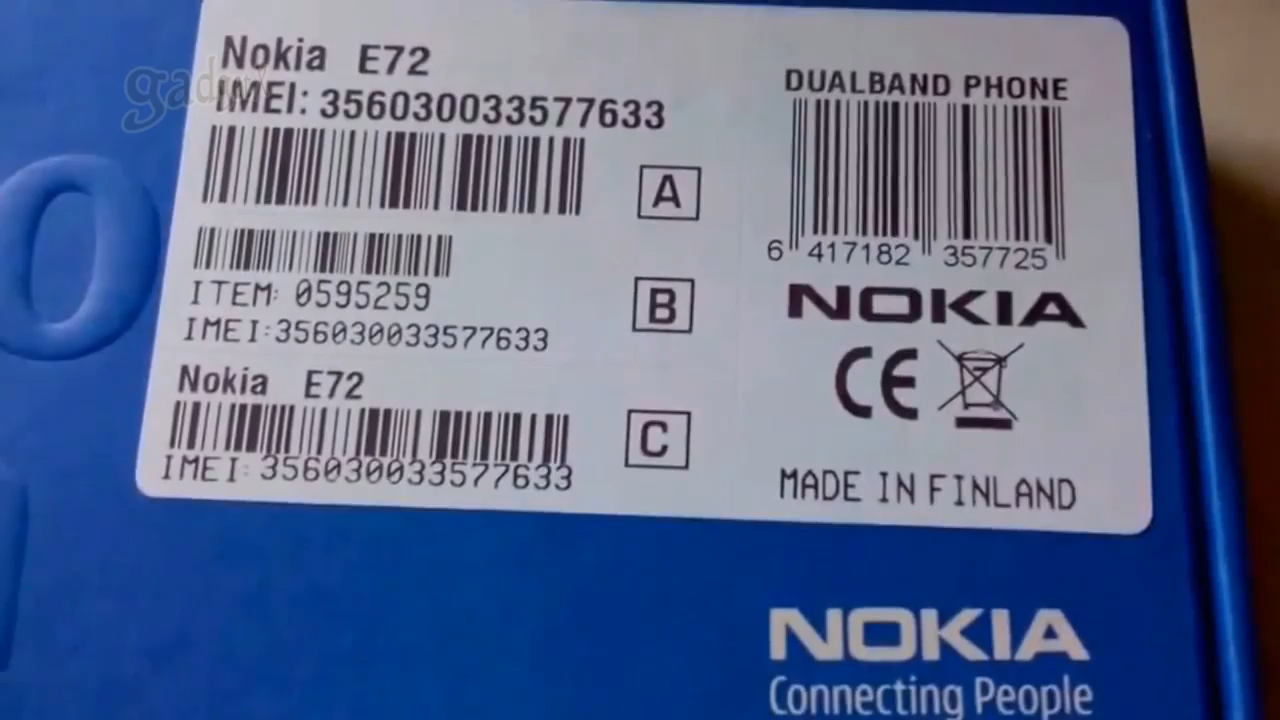 Nokia E72
IMEI: 356030033577633
A
ITEM: 0595259
IMEI:356030033577633
B
Nokia E72
IMEI: 356030033577633
C
DUALBAND PHONE
6 417182 357725
NOKIA
CE
MADE IN FINLAND
NOKIA
Connecting People